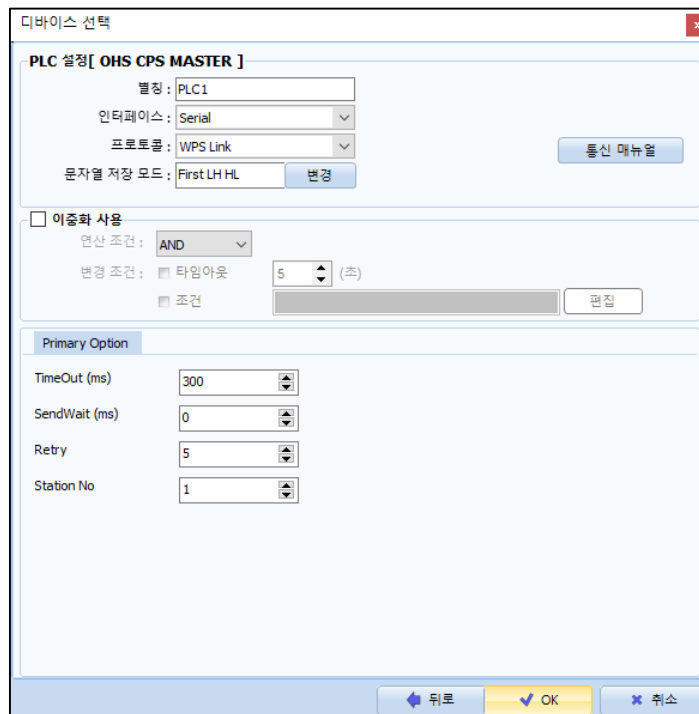 디바이스 선택
x
PLC 설정[ OHS CPS MASTER ]
별칭 : PLC1
인터페이스 : Serial
프로토콜 : WPS Link
통신 매뉴얼
문자열 저장 모드 : First LH HL 변경
이중화 사용
연산 조건 : AND
변경 조건 : 타임아웃 5 (초)
조건 편집
Primary Option
TimeOut (ms) 300
SendWait (ms) 0
Retry 5
Station No 1
뒤로 OK 취소